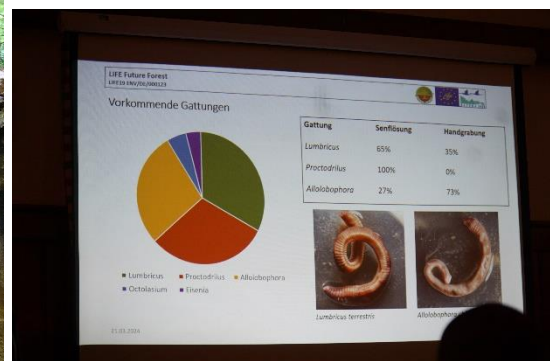 LIFE Future Forest
Vorkommende Gattungen
Gattung Senflösung Handgrabung
Lumbricus 65% 35%
Proctodrilus 100% 0%
Allolobophora 27% 73%
Lumbricus Proctodrilus Allolobophora
Octolasium Eisenia
Lumbricus terrestris
Allolobophora